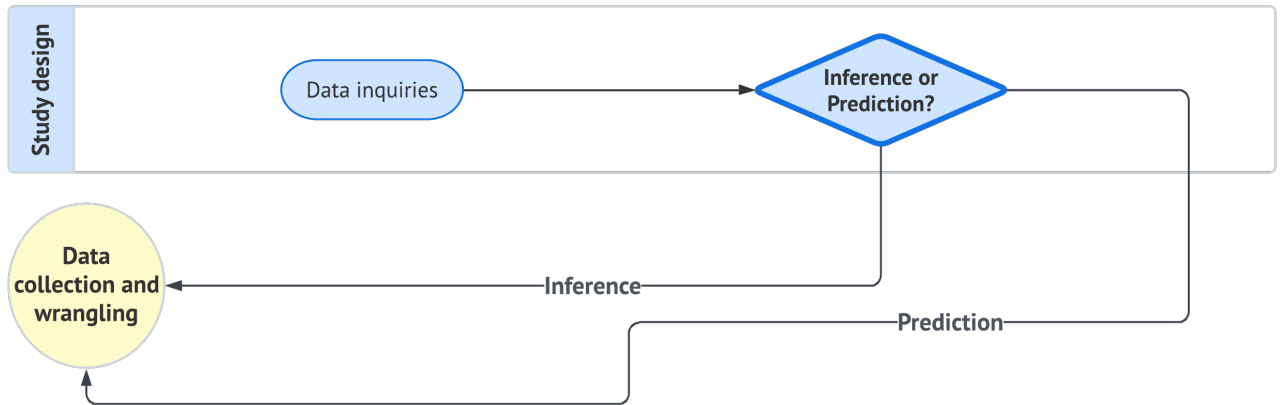 Study design
Data inquiries
Inference or
Prediction?
Data
collection and
wrangling
Inference
Prediction